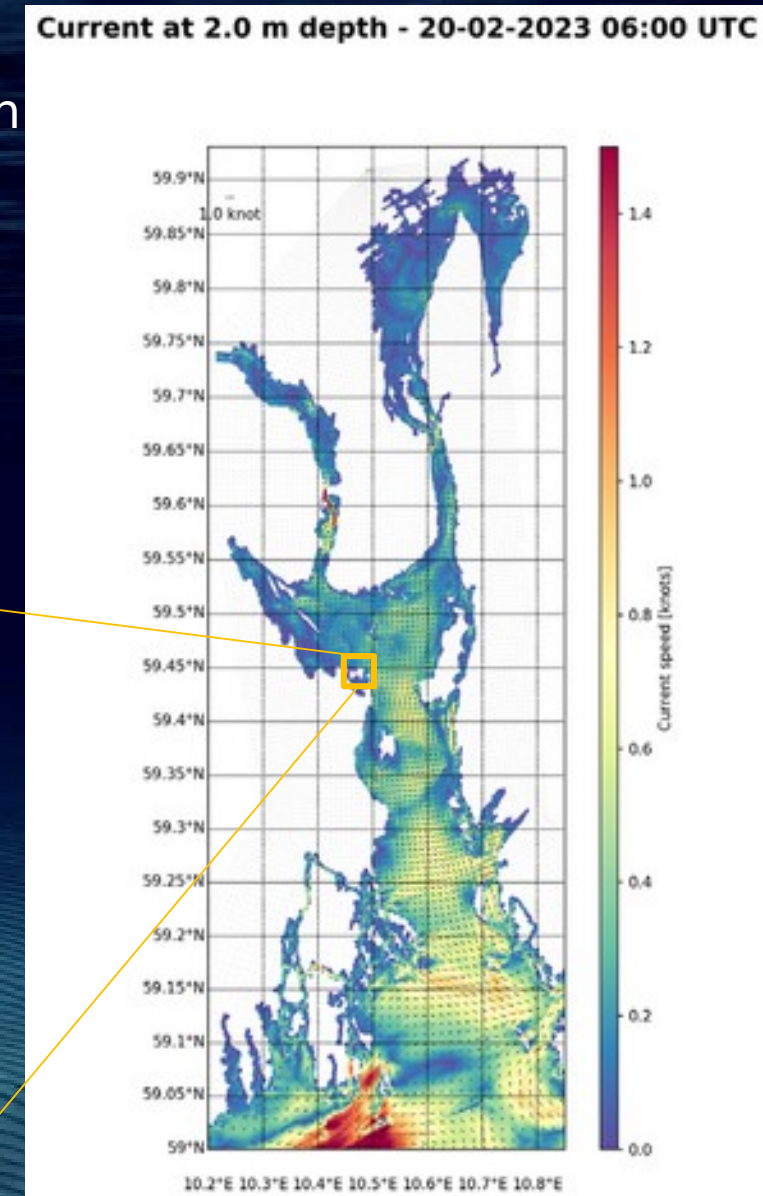 Current at 2.0 m depth - 20-02-2023 06:00 UTC
n
59.9°N
1.0 knot
59.85°N
59.8°N
59.75°N
59.7°N
59.65°N
59.6°N
59.55°N
59.5°N
59.45°N
59.4°N
59.35°N
59.3°N
59.25°N
59.2°N
59.15°N
59.1°N
59.05°N
59°N
10.2°E 10.3°E 10.4°E 10.5°E 10.6°E 10.7°E 10.8°E
1.4
1.2
1.0
0.8
0.6
0.4
0.2
0.0
Current speed [knots]